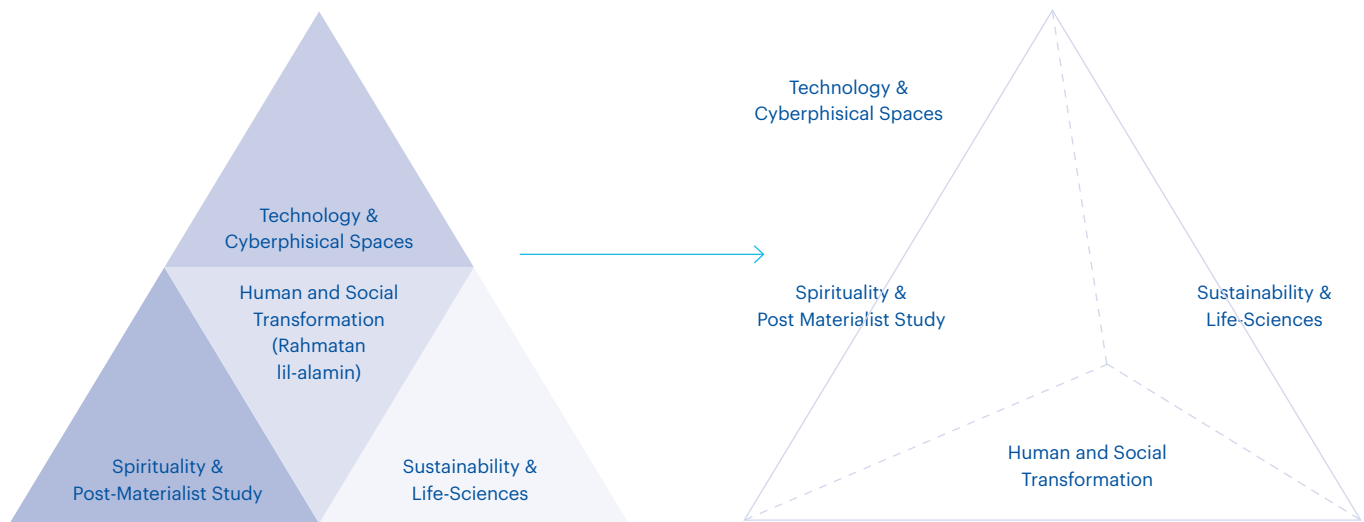 Technology &
Cyberphisical Spaces
Human and Social
Transformation
(Rahmatan
lil-alamin)
Spirituality &
Post-Materialist Study
Sustainability &
Life-Sciences
Technology &
Cyberphisical Spaces
Spirituality &
Post Materialist Study
Sustainability &
Life-Sciences
Human and Social
Transformation